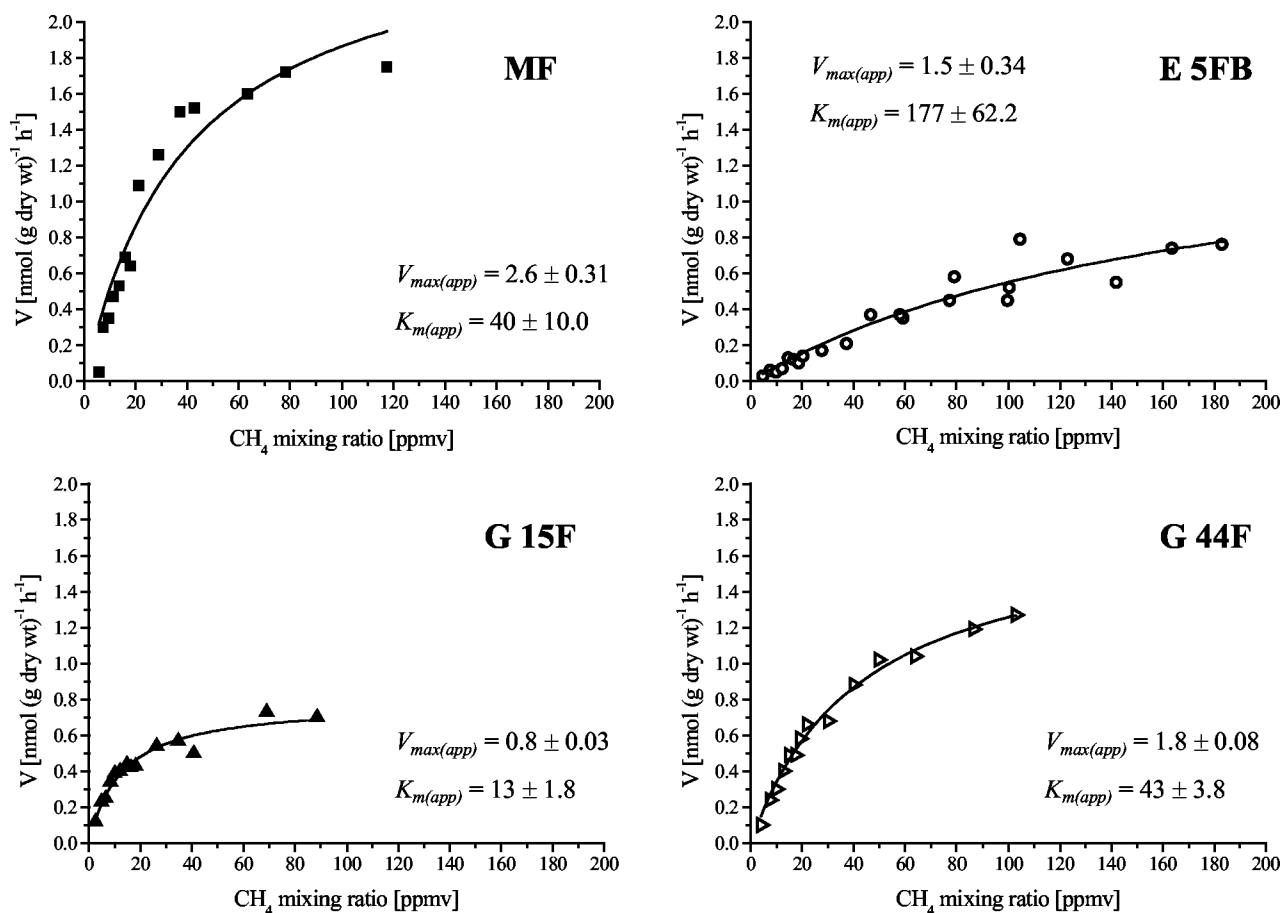 MF
V [nmol (g dry wt)⁻¹ h⁻¹]
2.0
1.8
1.6
1.4
1.2
1.0
0.8
0.6
0.4
0.2
0.0
Vmax(app) = 2.6 ± 0.31
Km(app) = 40 ± 10.0
0 20 40 60 80 100 120 140 160 180 200
CH₄ mixing ratio [ppmv]
E 5FB
V [nmol (g dry wt)⁻¹ h⁻¹]
2.0
1.8
1.6
1.4
1.2
1.0
0.8
0.6
0.4
0.2
0.0
Vmax(app) = 1.5 ± 0.34
Km(app) = 177 ± 62.2
0 20 40 60 80 100 120 140 160 180 200
CH₄ mixing ratio [ppmv]
G 15F
V [nmol (g dry wt)⁻¹ h⁻¹]
2.0
1.8
1.6
1.4
1.2
1.0
0.8
0.6
0.4
0.2
0.0
Vmax(app) = 0.8 ± 0.03
Km(app) = 13 ± 1.8
0 20 40 60 80 100 120 140 160 180 200
CH₄ mixing ratio [ppmv]
G 44F
V [nmol (g dry wt)⁻¹ h⁻¹]
2.0
1.8
1.6
1.4
1.2
1.0
0.8
0.6
0.4
0.2
0.0
Vmax(app) = 1.8 ± 0.08
Km(app) = 43 ± 3.8
0 20 40 60 80 100 120 140 160 180 200
CH₄ mixing ratio [ppmv]